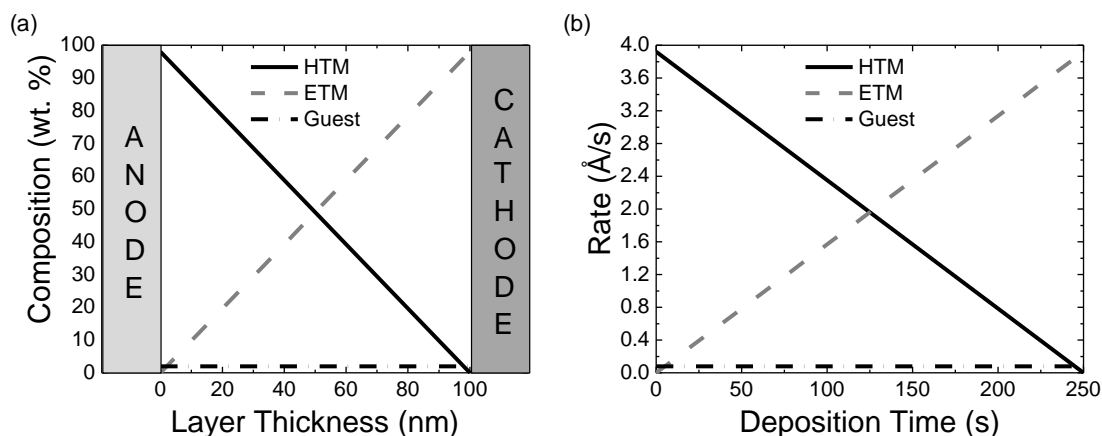 (a)
100
90
80
70
60
50
40
30
20
10
0
Composition (wt. %)
ANODE
HTM
ETM
Guest
CATHODE
0 20 40 60 80 100
Layer Thickness (nm)
(b)
4.0
3.6
3.2
2.8
2.4
2.0
1.6
1.2
0.8
0.4
0.0
Rate (Å/s)
HTM
ETM
Guest
0 50 100 150 200 250
Deposition Time (s)